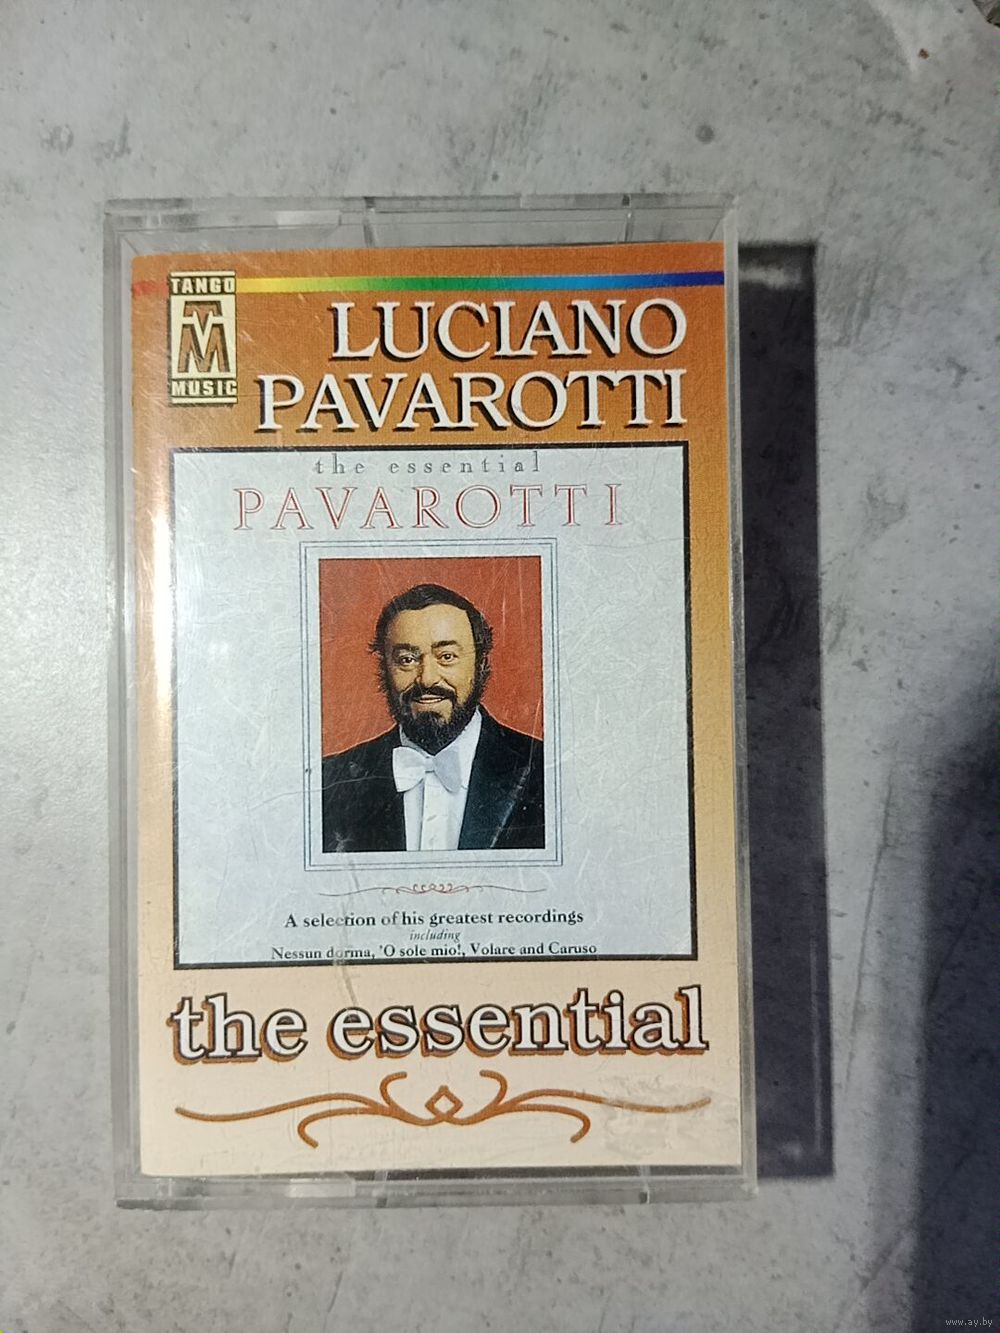 TANGO
TM
MUSIC
LUCIANO
PAVAROTTI
the essential
PAVAROTTI
A selection of his greatest recordings
including
Nessun dorma, 'O sole mio!, Volare and Caruso
the essential
www.ay.by